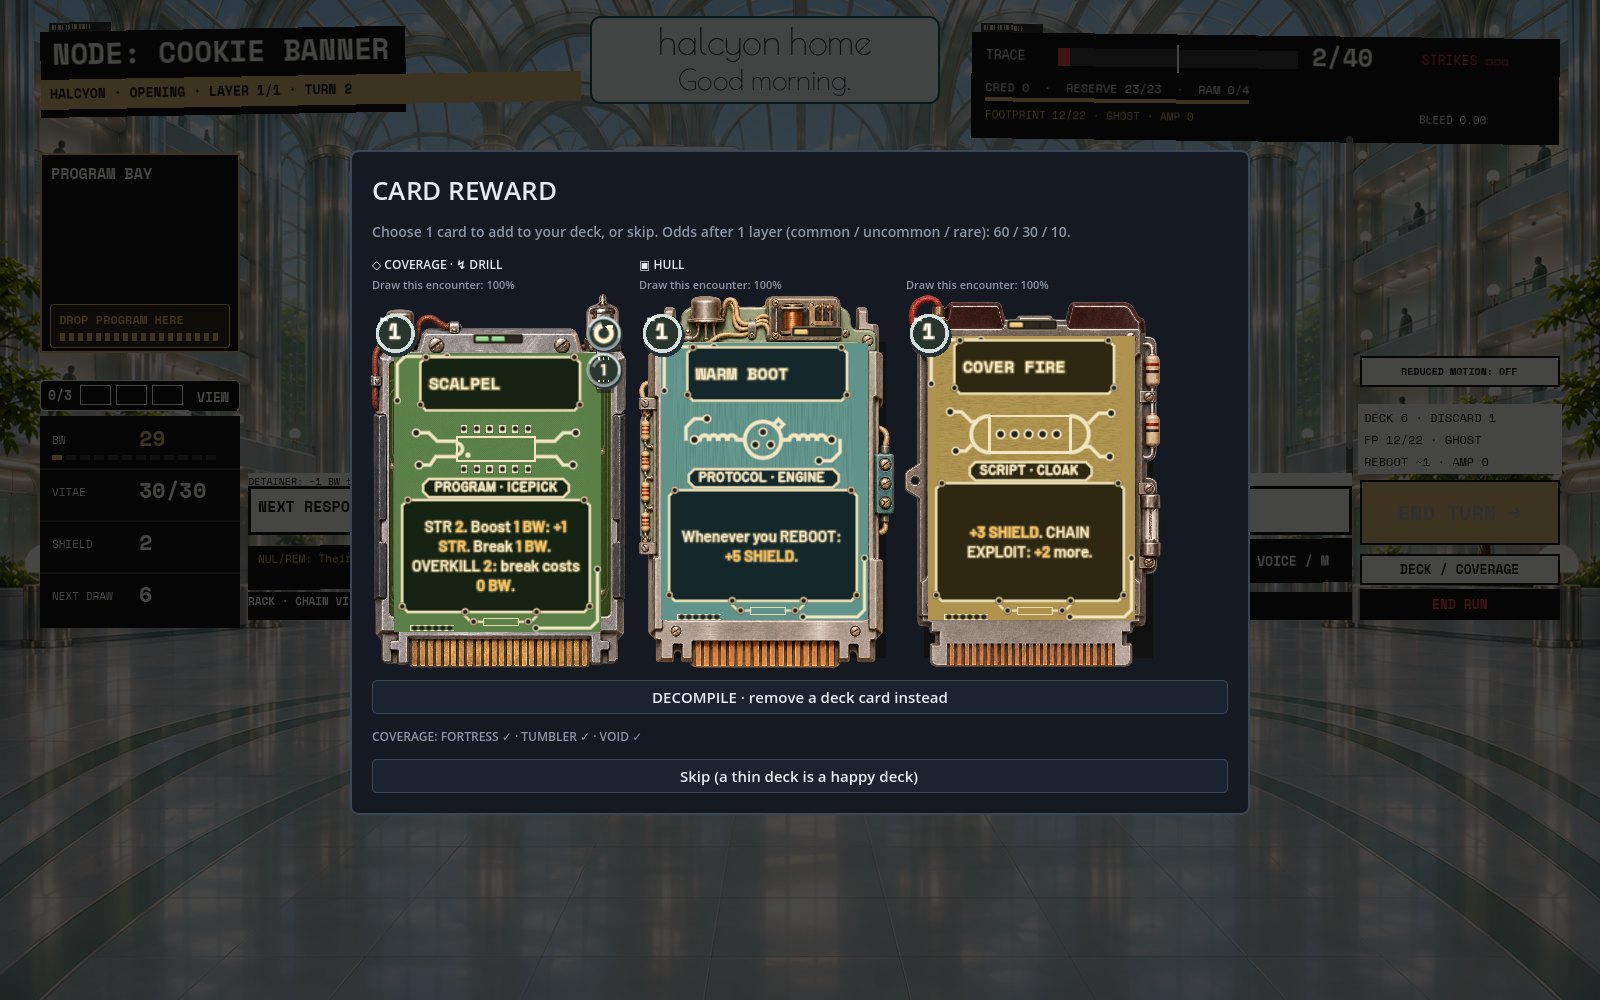 NODE: COOKIE BANNER
HALCYON · OPENING · LAYER 1/1 · TURN 2
halcyon home
Good morning.
TRACE 2/40 STRIKES
CRED 0 · RESERVE 23/23 · RAM 0/4
FOOTPRINT 12/22 · GHOST · AMP 0
BLEED 0.00
PROGRAM BAY
DROP PROGRAM HERE
0/3 VIEW
BW 29
VITAE 30/30
SHIELD 2
NEXT DRAW 6
DETAINER: -1 BW
NEXT RESPO
NUL/REM: Their
RACK · CHAIN VI
CARD REWARD
Choose 1 card to add to your deck, or skip. Odds after 1 layer (common / uncommon / rare): 60 / 30 / 10.
◇ COVERAGE · ↯ DRILL
Draw this encounter: 100%
1
1
SCALPEL
PROGRAM · ICEPICK
STR 2. Boost 1 BW: +1
STR. Break 1 BW.
OVERKILL 2: break costs
0 BW.
▣ HULL
Draw this encounter: 100%
1
WARM BOOT
PROTOCOL · ENGINE
Whenever you REBOOT:
+5 SHIELD.
Draw this encounter: 100%
1
COVER FIRE
SCRIPT · CLOAK
+3 SHIELD. CHAIN
EXPLOIT: +2 more.
DECOMPILE · remove a deck card instead
COVERAGE: FORTRESS ✓ · TUMBLER ✓ · VOID ✓
Skip (a thin deck is a happy deck)
REDUCED MOTION: OFF
DECK 6 · DISCARD 1
FP 12/22 · GHOST
REBOOT ~1 · AMP 0
END TURN →
VOICE / M
DECK / COVERAGE
END RUN